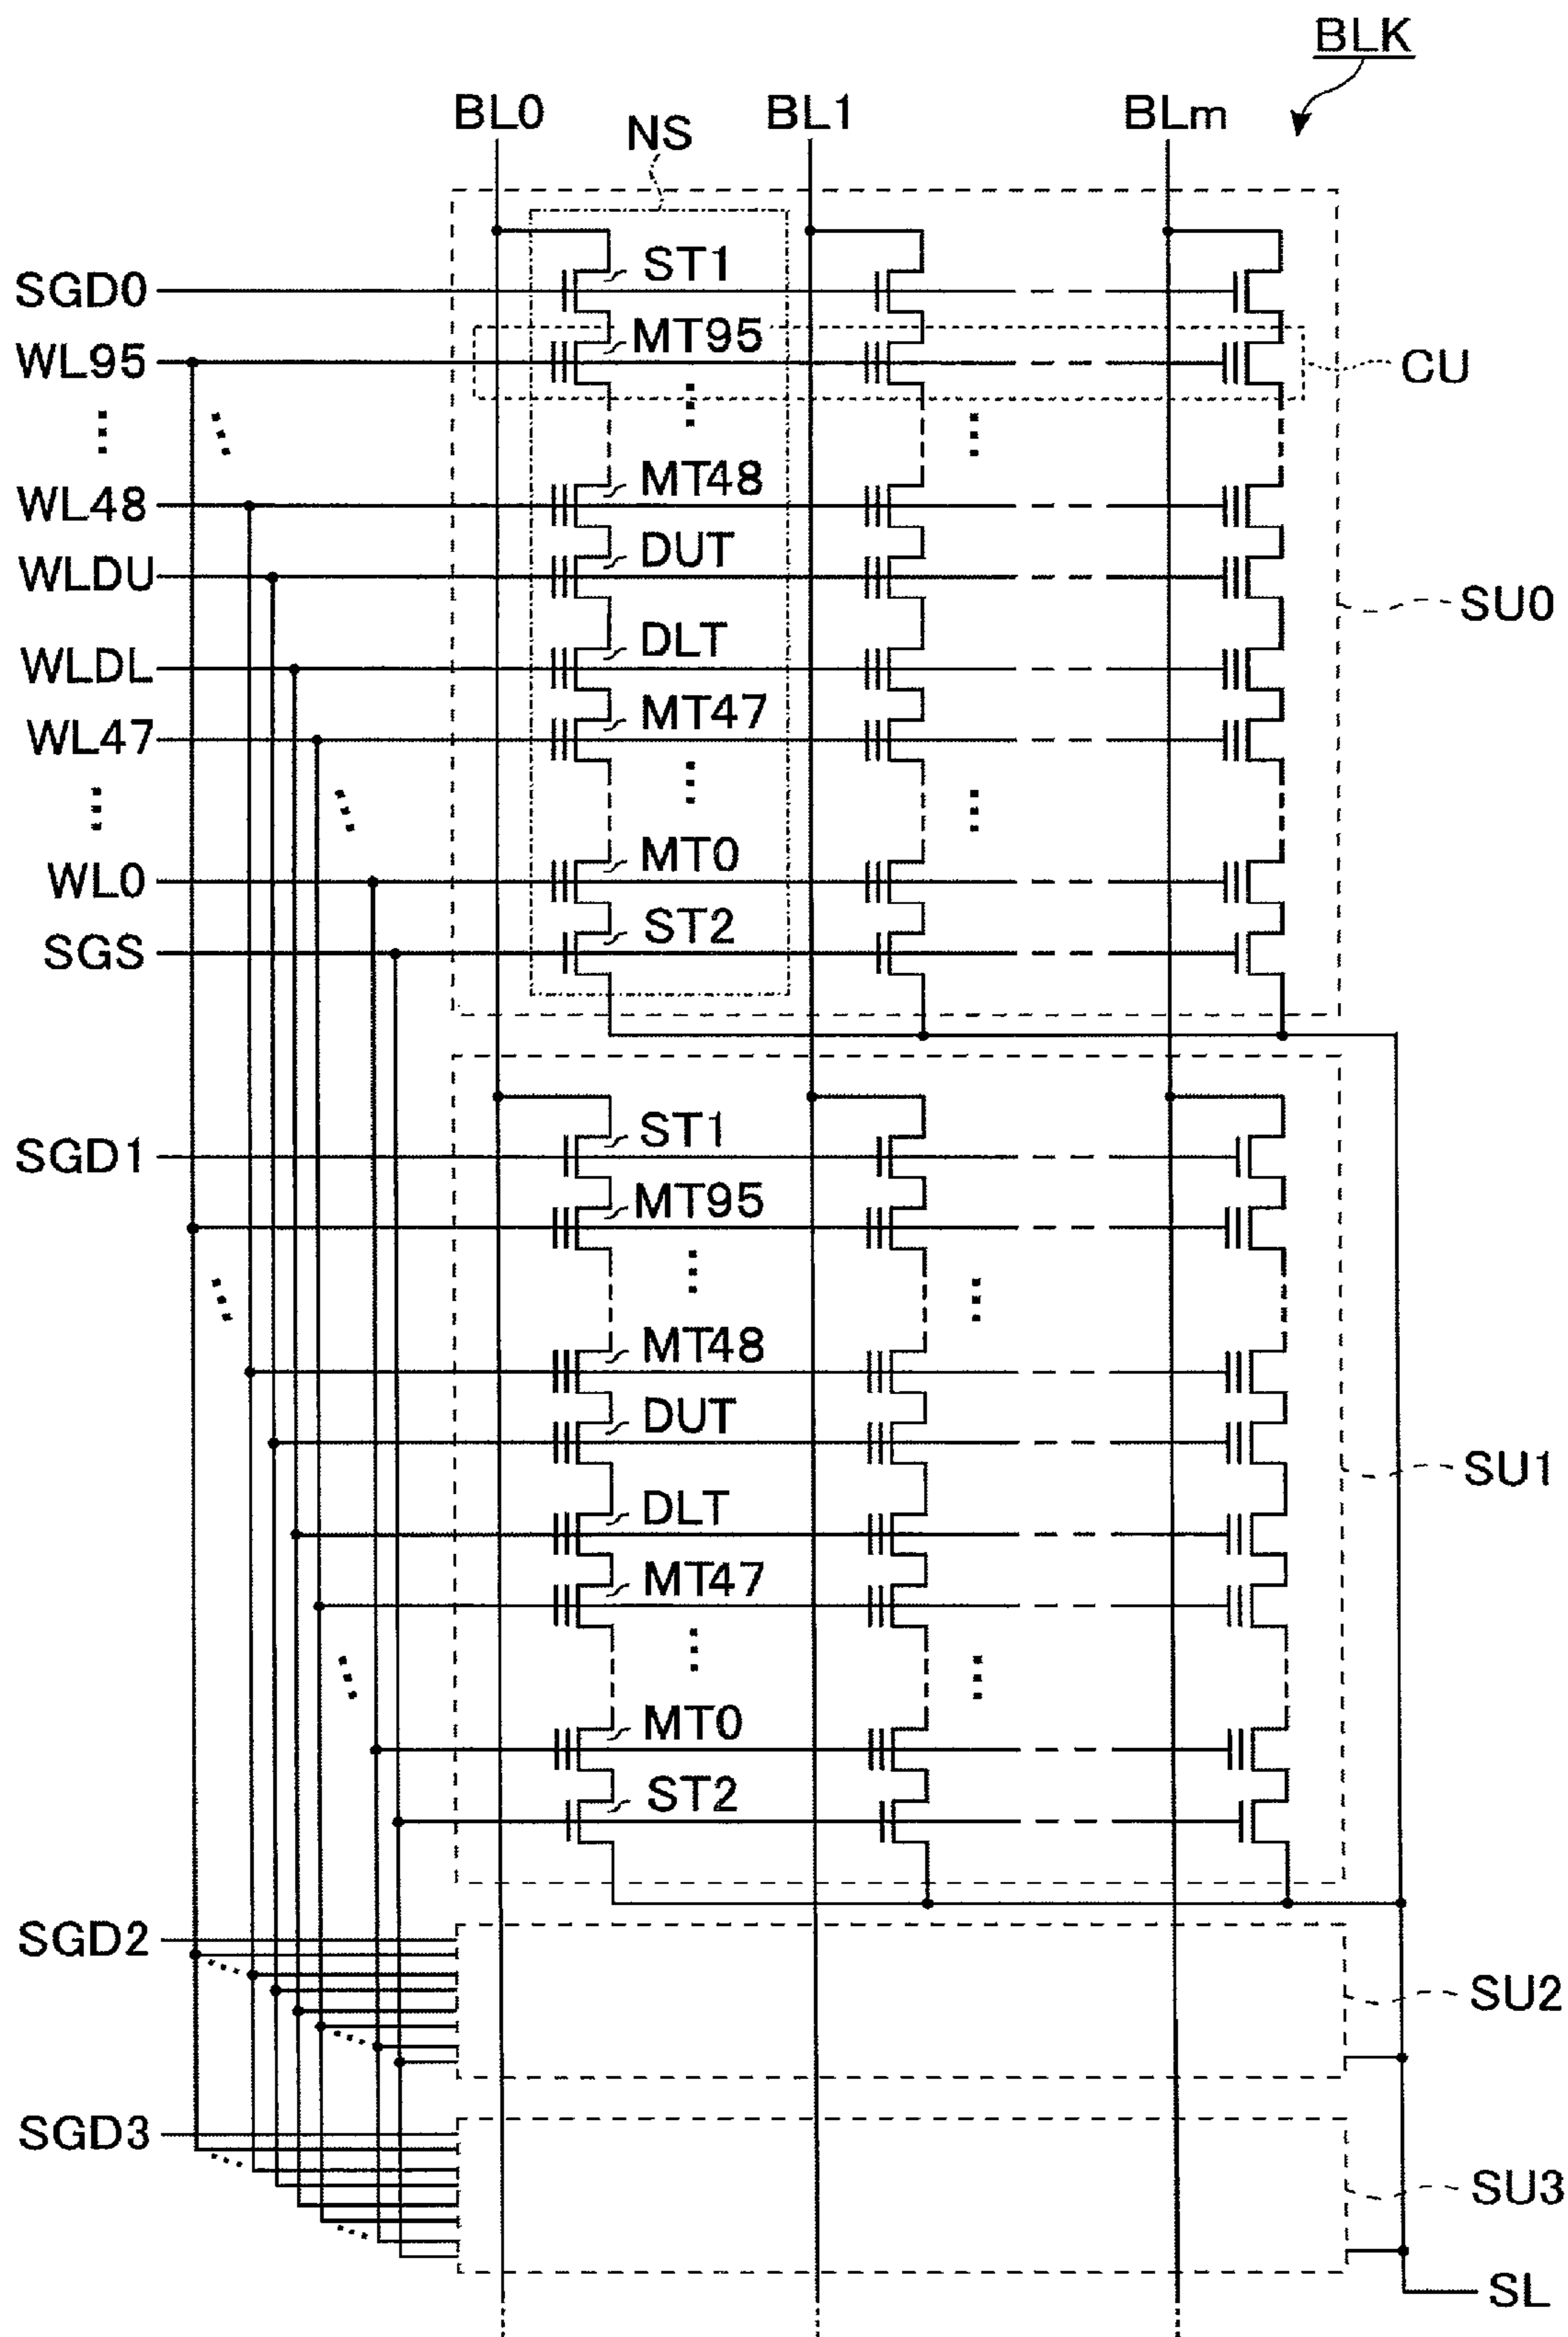 BLK
BL0 BL1 BLm
NS
ST1
SGD0
MT95
WL95
CU
MT48
WL48
DUT
WLDU
SU0
DLT
WLDL
MT47
WL47
MT0
WL0
ST2
SGS
ST1
SGD1
MT95
MT48
DUT
SU1
DLT
MT47
MT0
ST2
SGD2
SU2
SGD3
SU3
SL